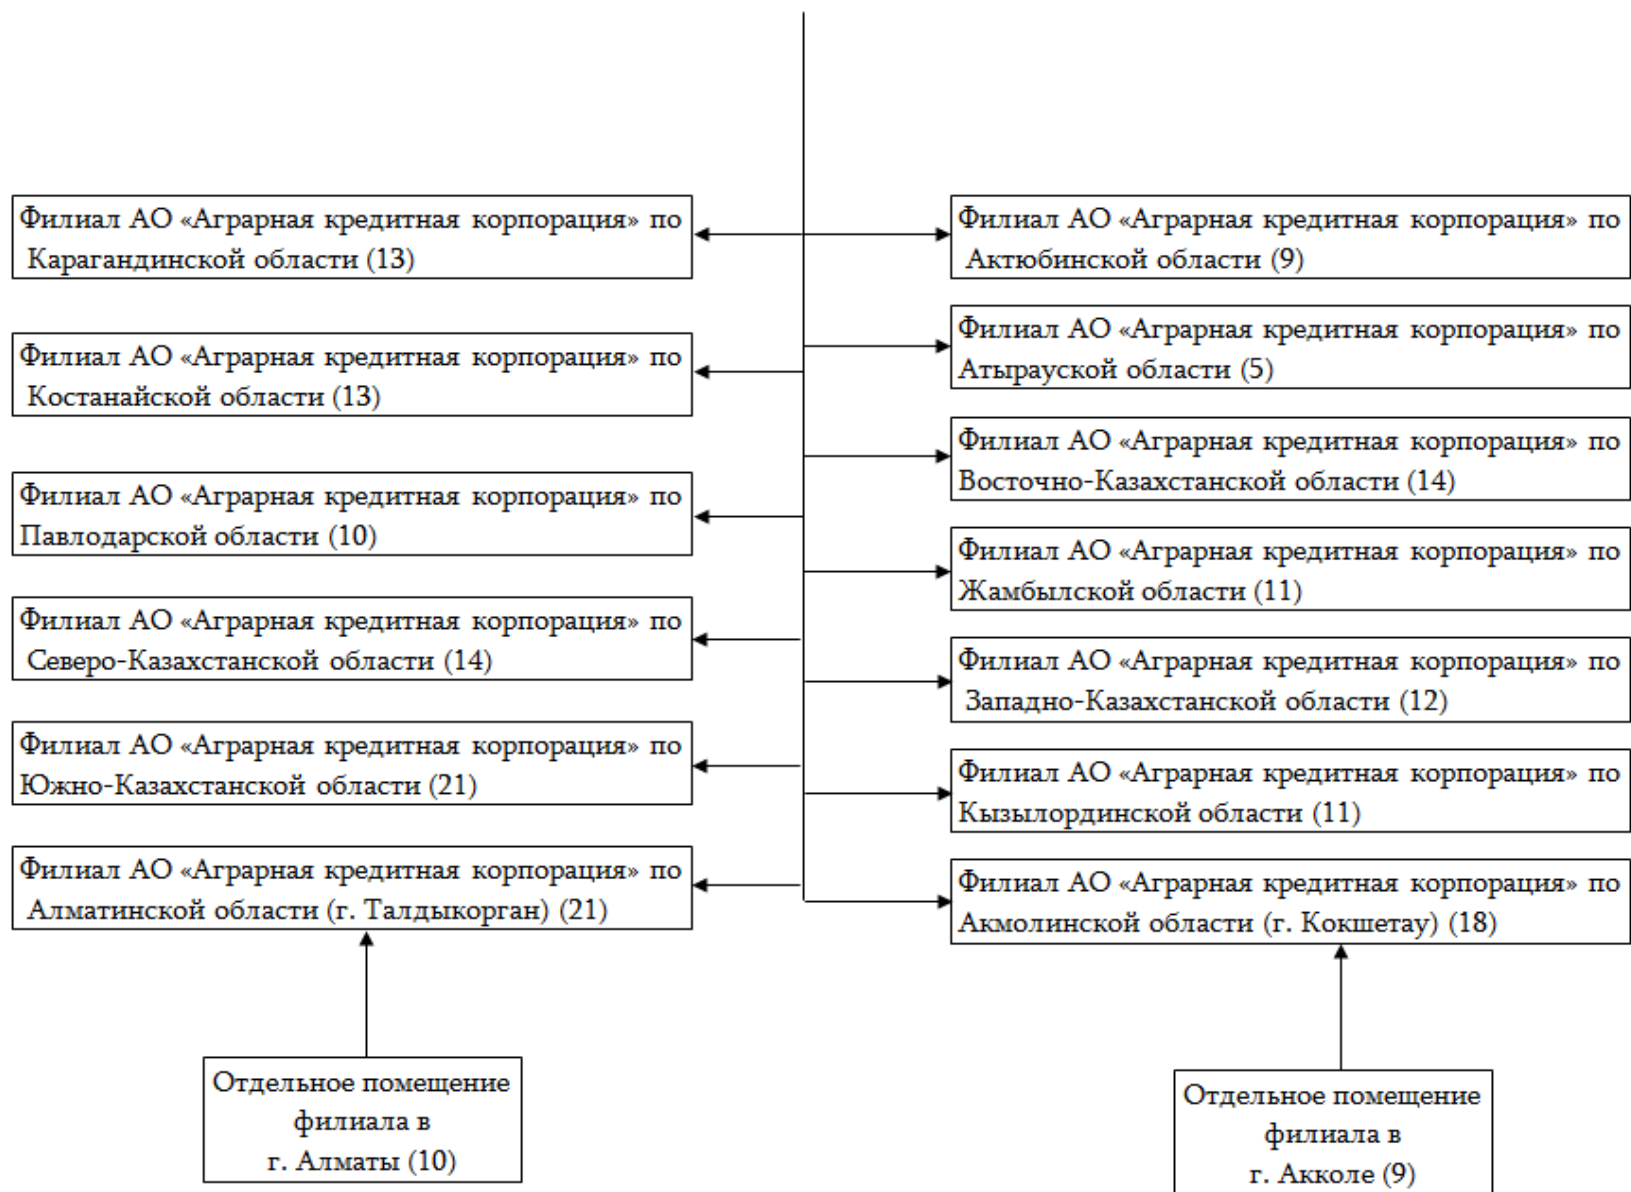 Филиал АО «Аграрная кредитная корпорация» по
Карагандинской области (13)
Филиал АО «Аграрная кредитная корпорация» по
Костанайской области (13)
Филиал АО «Аграрная кредитная корпорация» по
Павлодарской области (10)
Филиал АО «Аграрная кредитная корпорация» по
Северо-Казахстанской области (14)
Филиал АО «Аграрная кредитная корпорация» по
Южно-Казахстанской области (21)
Филиал АО «Аграрная кредитная корпорация» по
Алматинской области (г. Талдыкорган) (21)
Отдельное помещение
филиала в
г. Алматы (10)
Филиал АО «Аграрная кредитная корпорация» по
Актюбинской области (9)
Филиал АО «Аграрная кредитная корпорация» по
Атырауской области (5)
Филиал АО «Аграрная кредитная корпорация» по
Восточно-Казахстанской области (14)
Филиал АО «Аграрная кредитная корпорация» по
Жамбылской области (11)
Филиал АО «Аграрная кредитная корпорация» по
Западно-Казахстанской области (12)
Филиал АО «Аграрная кредитная корпорация» по
Кызылординской области (11)
Филиал АО «Аграрная кредитная корпорация» по
Акмолинской области (г. Кокшетау) (18)
Отдельное помещение
филиала в
г. Акколе (9)